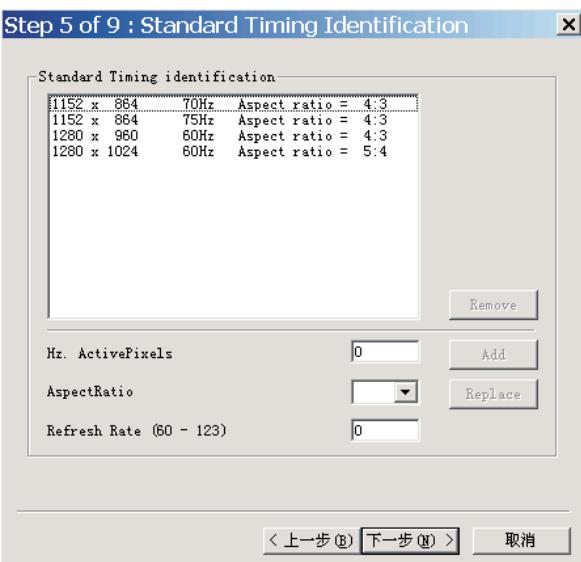 Step 5 of 9 : Standard Timing Identification
Standard Timing identification
1152 x 864 70Hz Aspect ratio = 4:3
1152 x 864 75Hz Aspect ratio = 4:3
1280 x 960 60Hz Aspect ratio = 4:3
1280 x 1024 60Hz Aspect ratio = 5:4
Remove
Hz. ActivePixels 0 Add
AspectRatio Replace
Refresh Rate (60 - 123) 0
< 上一步(B) 下一步(N) > 取消